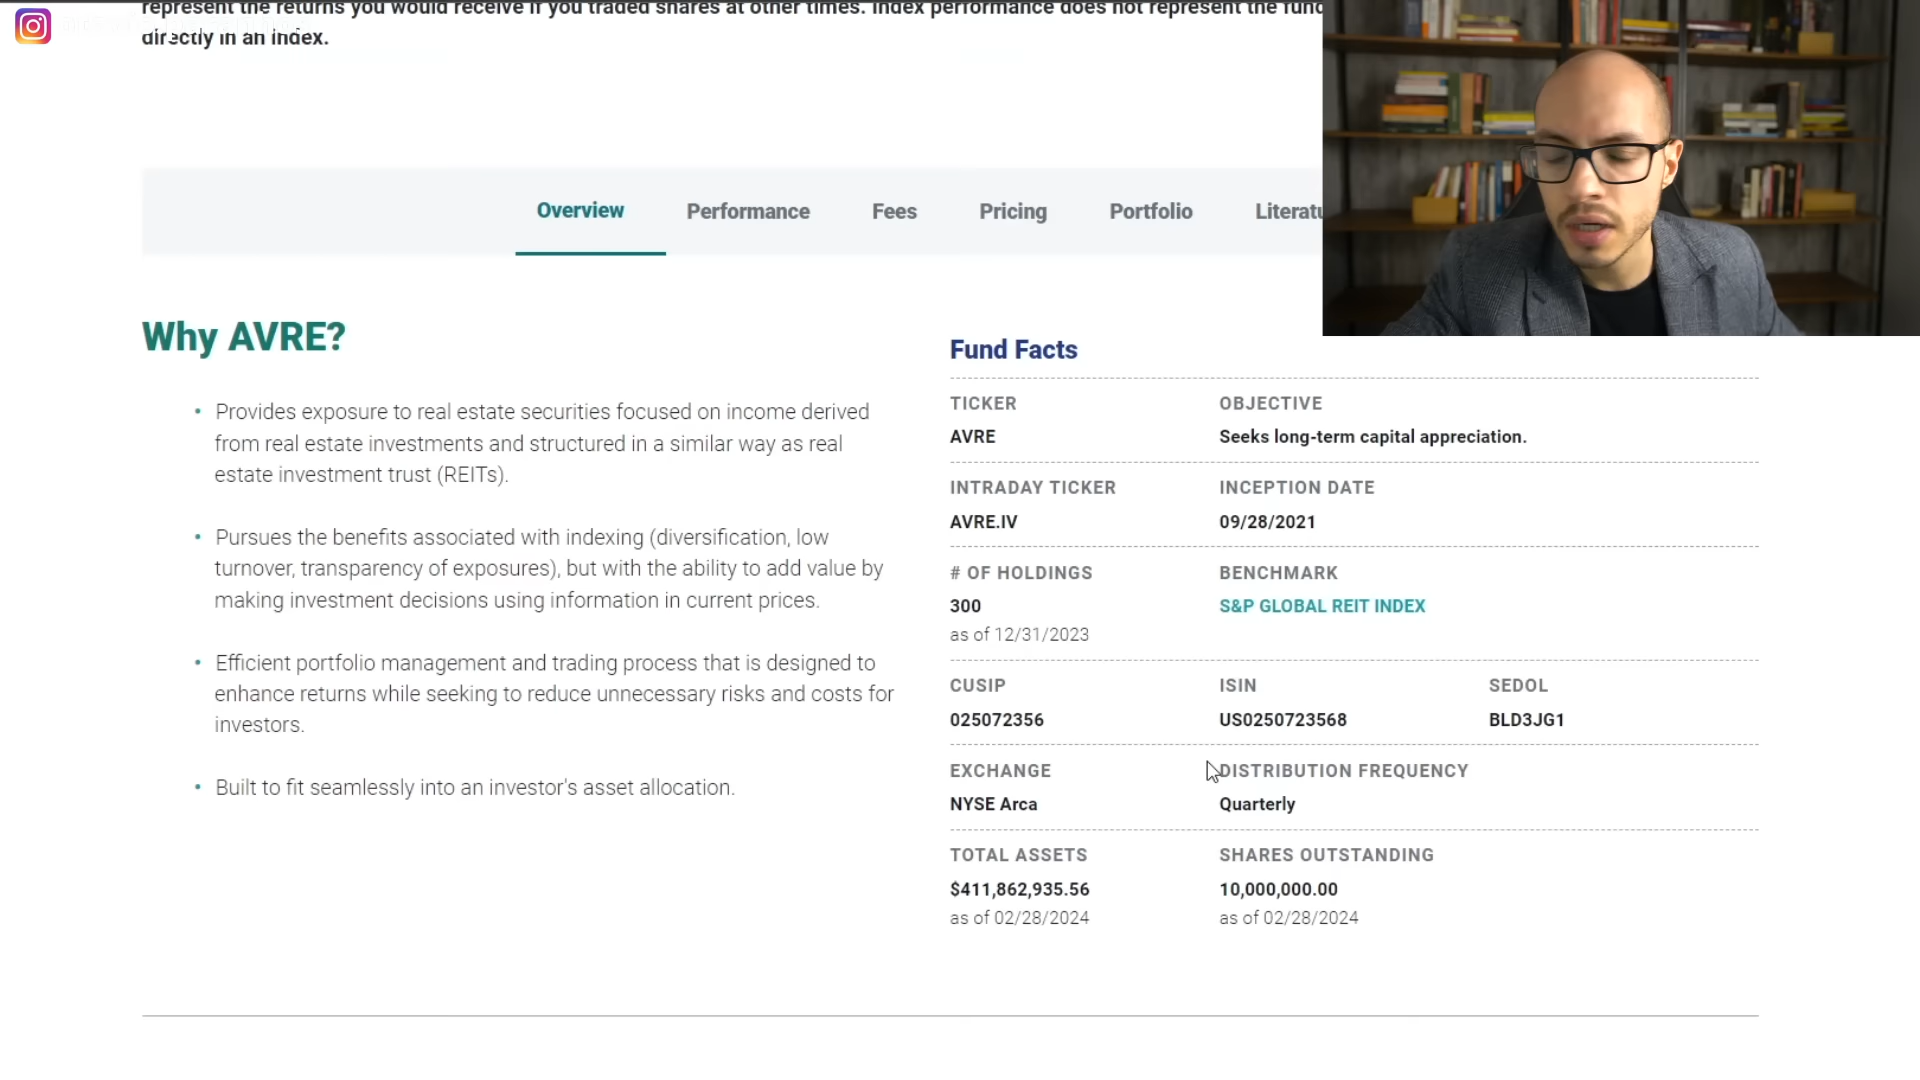 represent the returns you would receive if you traded shares at other times. Index performance does not represent the fund
directly in an index.
Overview
Performance
Fees
Pricing
Portfolio
Literatu
Why AVRE?
• Provides exposure to real estate securities focused on income derived
from real estate investments and structured in a similar way as real
estate investment trust (REITs).
• Pursues the benefits associated with indexing (diversification, low
turnover, transparency of exposures), but with the ability to add value by
making investment decisions using information in current prices.
• Efficient portfolio management and trading process that is designed to
enhance returns while seeking to reduce unnecessary risks and costs for
investors.
• Built to fit seamlessly into an investor's asset allocation.
Fund Facts
TICKER
AVRE
OBJECTIVE
Seeks long-term capital appreciation.
INTRADAY TICKER
AVRE.IV
INCEPTION DATE
09/28/2021
# OF HOLDINGS
300
as of 12/31/2023
BENCHMARK
S&P GLOBAL REIT INDEX
CUSIP
025072356
ISIN
US0250723568
SEDOL
BLD3JG1
EXCHANGE
NYSE Arca
DISTRIBUTION FREQUENCY
Quarterly
TOTAL ASSETS
$411,862,935.56
as of 02/28/2024
SHARES OUTSTANDING
10,000,000.00
as of 02/28/2024